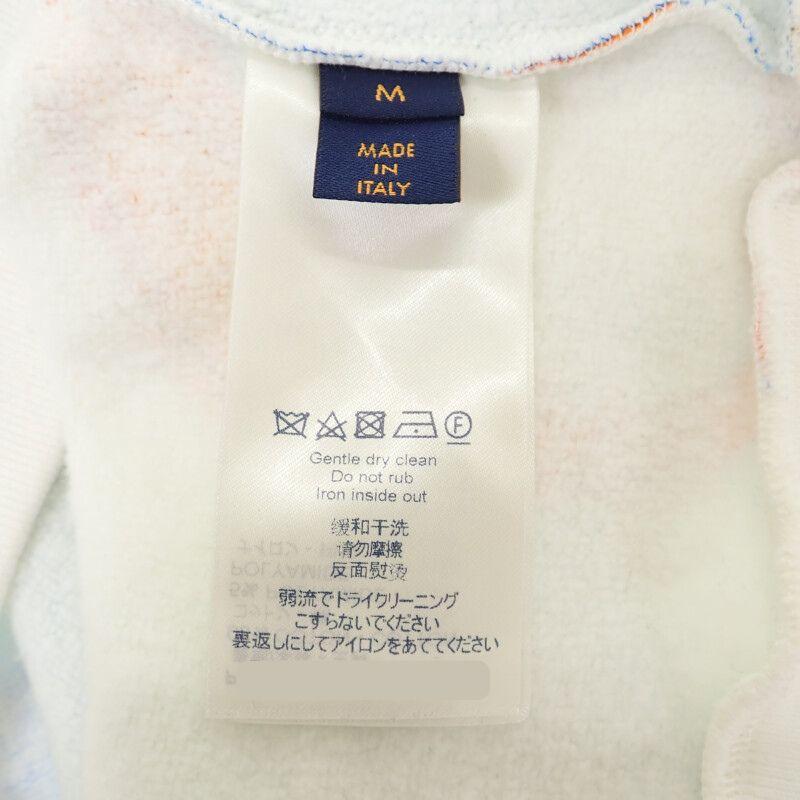 M
MADE
IN
ITALY
F
Gentle dry clean
Do not rub
Iron inside out
缓和干洗
请勿摩擦
反面熨烫
弱流でドライクリーニング
こすらないでください
裏返しにしてアイロンをあててください